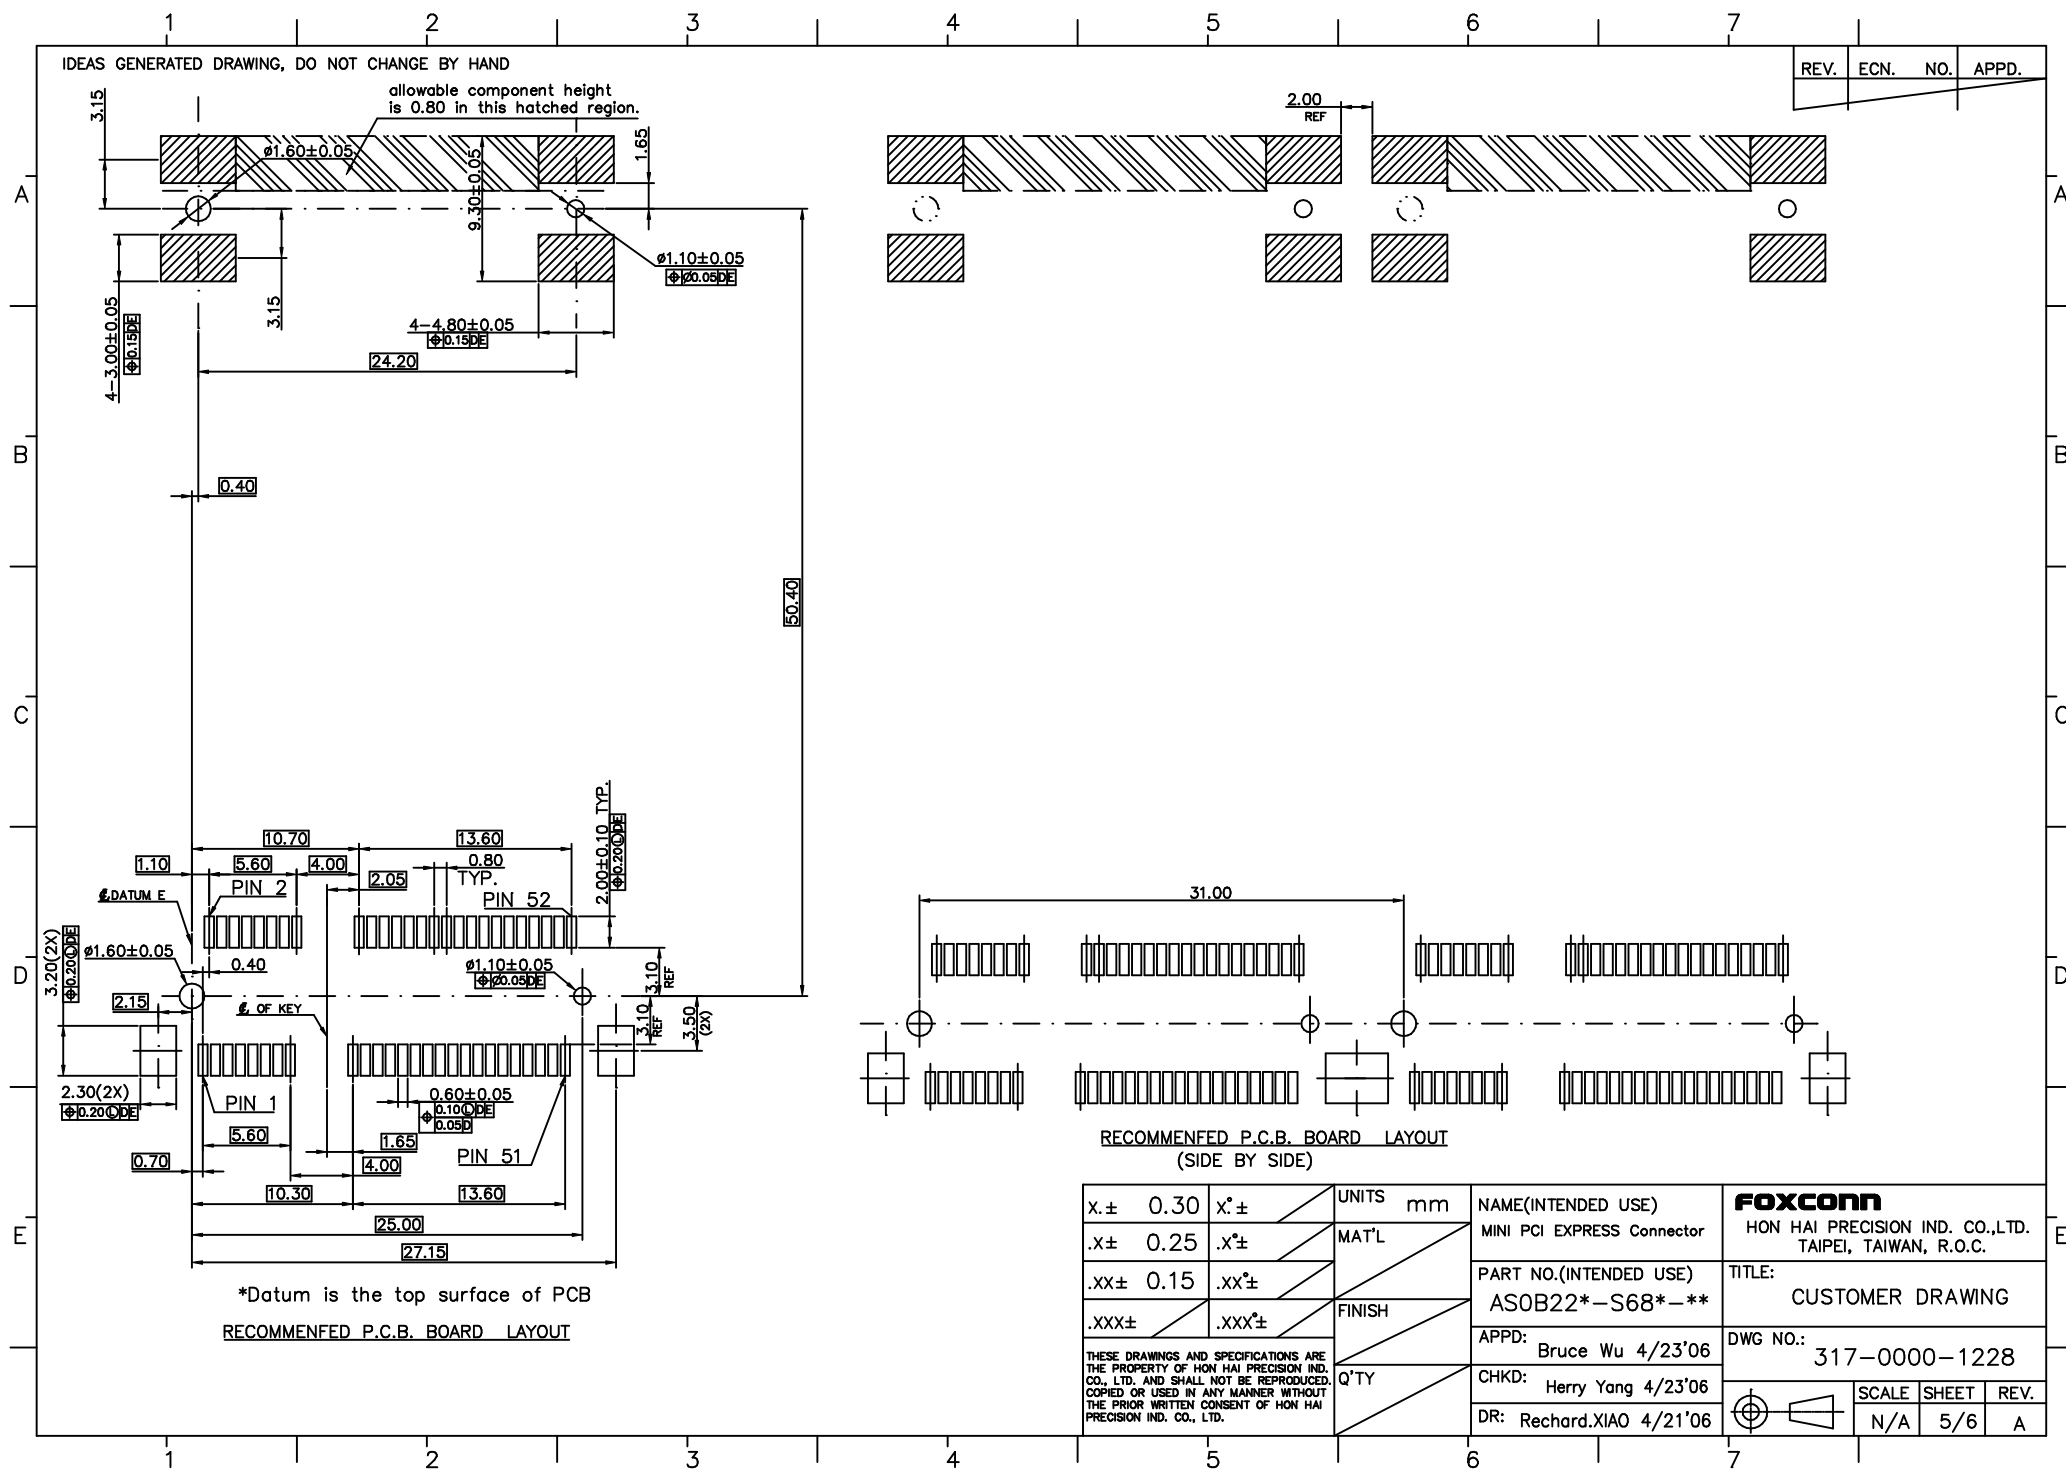 1 2 3 4 5 6 7
IDEAS GENERATED DRAWING, DO NOT CHANGE BY HAND
REV. ECN. NO. APPD.
allowable component height
is 0.80 in this hatched region.
3.15
ø1.60±0.05
9.30±0.05
1.65
2.00
REF
A A
ø1.10±0.05
⌖ Ø0.05 D E
3.15
4-3.00±0.05
⌖ 0.15 D E
4-4.80±0.05
⌖ 0.15 D E
24.20
B B
0.40
50.40
C C
10.70 13.60
1.10 5.60 4.00 0.80
TYP.
2.05
2.00±0.10 TYP.
⌖ 0.20 Ⓛ D E
℄ DATUM E
PIN 2
PIN 52
31.00
3.20(2X)
⌖ 0.20 Ⓛ D E
ø1.60±0.05
0.40
ø1.10±0.05
⌖ Ø0.05 D E
3.10
REF
D D
2.15
℄ OF KEY
3.10
REF
3.50
(2X)
2.30(2X)
⌖ 0.20 Ⓛ D E
PIN 1
0.60±0.05
⌖ 0.10 Ⓛ D E
0.05 D
5.60
1.65
PIN 51
0.70
4.00
10.30 13.60
25.00
27.15
E E
*Datum is the top surface of PCB
RECOMMENFED P.C.B. BOARD LAYOUT
RECOMMENFED P.C.B. BOARD LAYOUT
(SIDE BY SIDE)
X.± 0.30 X.°±
.X± 0.25 .X°±
.XX± 0.15 .XX°±
.XXX± .XXX°±
THESE DRAWINGS AND SPECIFICATIONS ARE
THE PROPERTY OF HON HAI PRECISION IND.
CO., LTD. AND SHALL NOT BE REPRODUCED.
COPIED OR USED IN ANY MANNER WITHOUT
THE PRIOR WRITTEN CONSENT OF HON HAI
PRECISION IND. CO., LTD.
UNITS mm
MAT'L
FINISH
Q'TY
NAME(INTENDED USE)
MINI PCI EXPRESS Connector
PART NO.(INTENDED USE)
AS0B22*-S68*-**
APPD: Bruce Wu 4/23'06
CHKD: Herry Yang 4/23'06
DR: Rechard.XIAO 4/21'06
FOXCONN
HON HAI PRECISION IND. CO.,LTD.
TAIPEI, TAIWAN, R.O.C.
TITLE:
CUSTOMER DRAWING
DWG NO.:
317-0000-1228
SCALE SHEET REV.
N/A 5/6 A
1 2 3 4 5 6 7